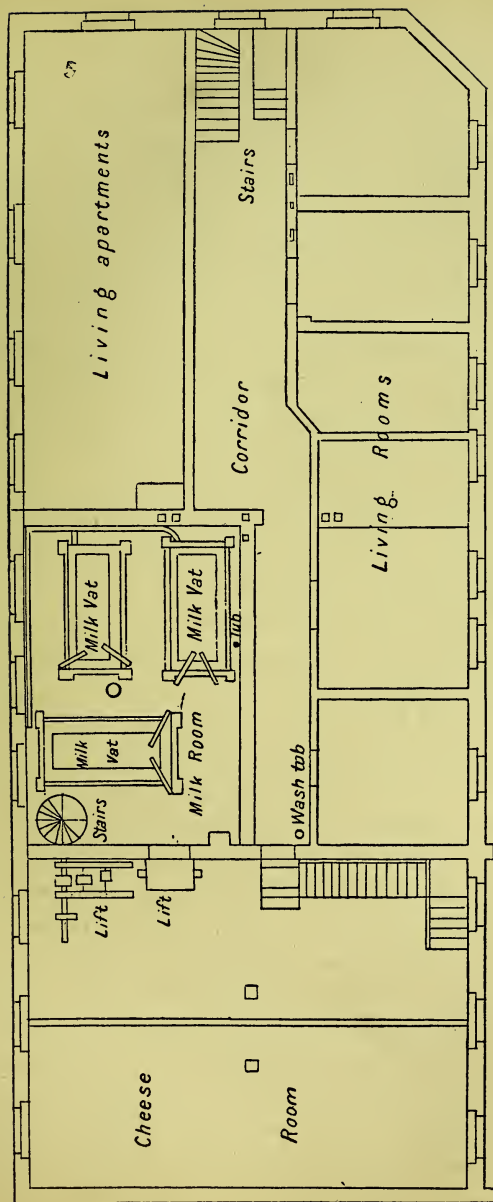 Living apartments
Stairs
Corridor
Living Rooms
Milk Vat
Milk Vat
Tub
Milk
Vat
Milk Room
Stairs
Wash tob
Lift
Lift
Cheese
Room